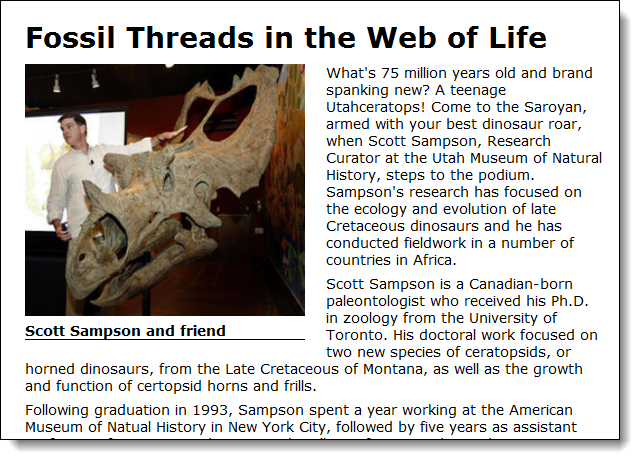 Fossil Threads in the Web of Life
What's 75 million years old and brand
spanking new? A teenage
Utahceratops! Come to the Saroyan,
armed with your best dinosaur roar,
when Scott Sampson, Research
Curator at the Utah Museum of Natural
History, steps to the podium.
Sampson's research has focused on
the ecology and evolution of late
Cretaceous dinosaurs and he has
conducted fieldwork in a number of
countries in Africa.
Scott Sampson and friend
Scott Sampson is a Canadian-born
paleontologist who received his Ph.D.
in zoology from the University of
Toronto. His doctoral work focused on
two new species of ceratopsids, or
horned dinosaurs, from the Late Cretaceous of Montana, as well as the growth
and function of certopsid horns and frills.
Following graduation in 1993, Sampson spent a year working at the American
Museum of Natual History in New York City, followed by five years as assistant